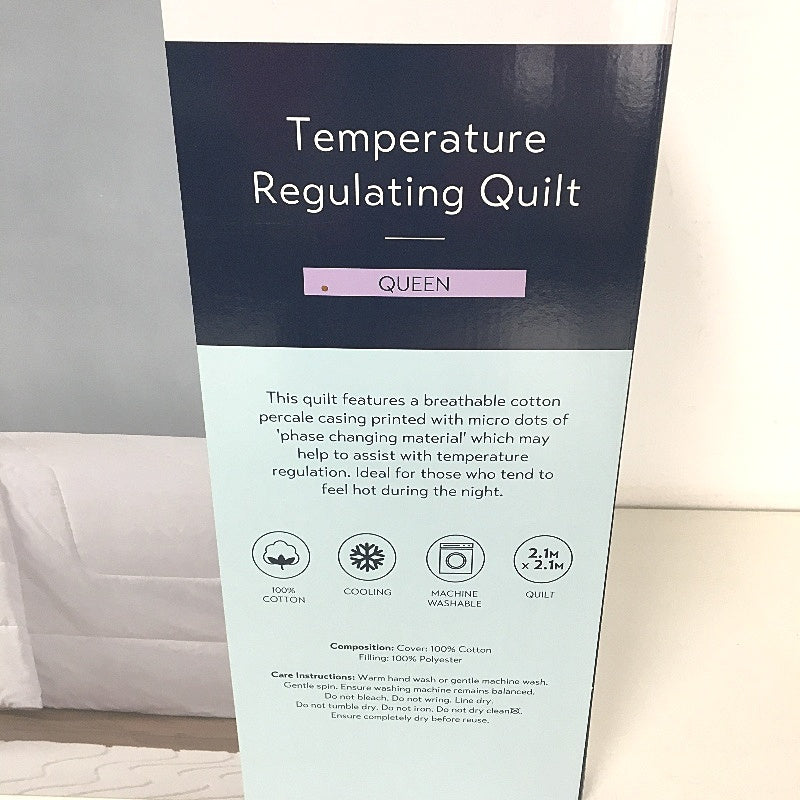 Temperature
Regulating Quilt
QUEEN
This quilt features a breathable cotton
percale casing printed with micro dots of
'phase changing material' which may
help to assist with temperature
regulation. Ideal for those who tend to
feel hot during the night.
100%
COTTON
COOLING
MACHINE
WASHABLE
2.1M
x 2.1M
QUILT
Composition: Cover: 100% Cotton
Filling: 100% Polyester
Care Instructions: Warm hand wash or gentle machine wash.
Gentle spin. Ensure washing machine remains balanced.
Do not bleach. Do not wring. Line dry.
Do not tumble dry. Do not iron. Do not dry clean.
Ensure completely dry before reuse.